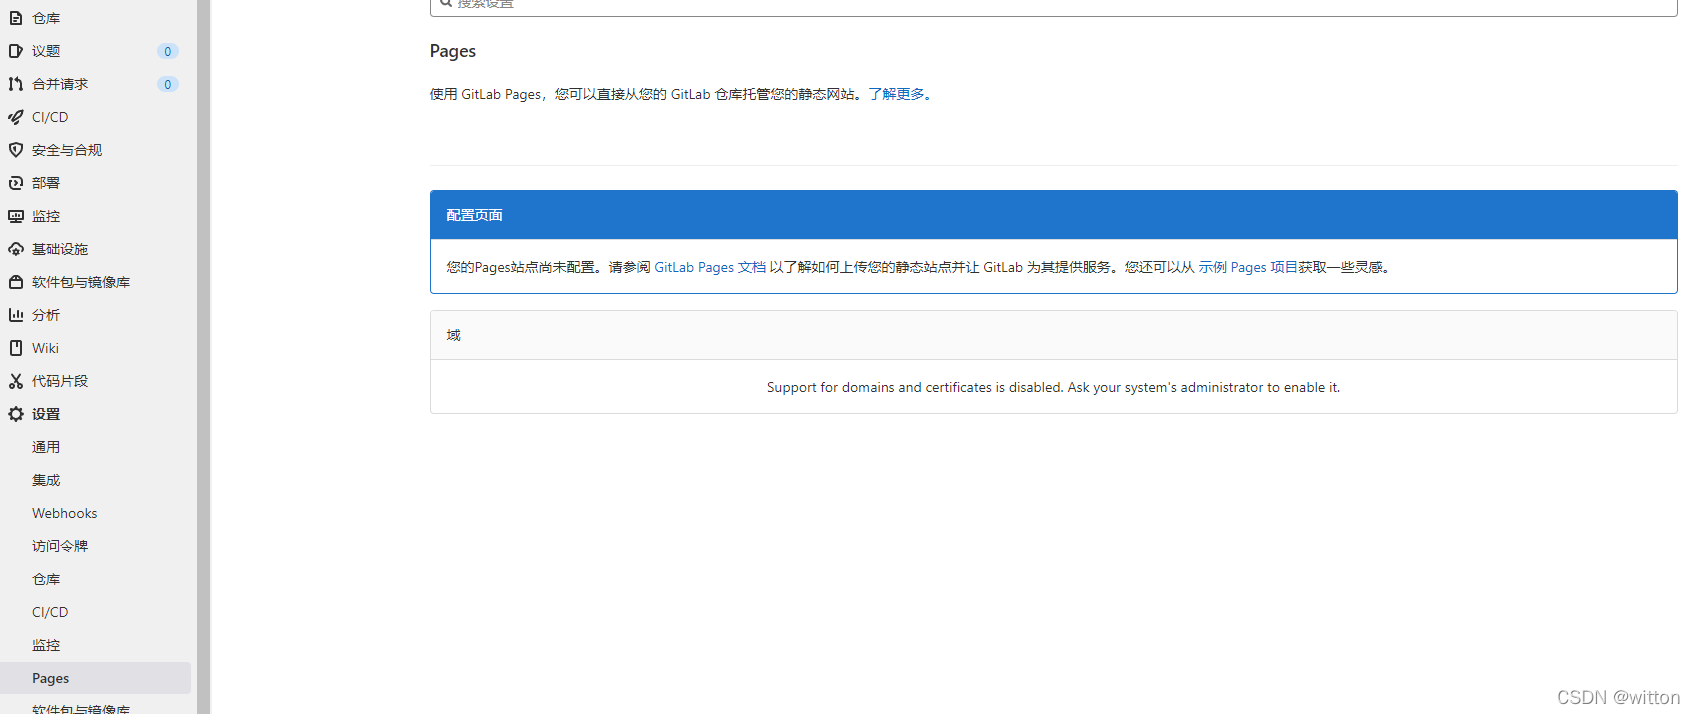 仓库
议题 0
合并请求 0
CI/CD
安全与合规
部署
监控
基础设施
软件包与镜像库
分析
Wiki
代码片段
设置
通用
集成
Webhooks
访问令牌
仓库
CI/CD
监控
Pages
软件包与镜像库
搜索设置
Pages
使用 GitLab Pages，您可以直接从您的 GitLab 仓库托管您的静态网站。了解更多。
配置页面
您的Pages站点尚未配置。请参阅 GitLab Pages 文档 以了解如何上传您的静态站点并让 GitLab 为其提供服务。您还可以从 示例 Pages 项目获取一些灵感。
域
Support for domains and certificates is disabled. Ask your system's administrator to enable it.
CSDN @witton